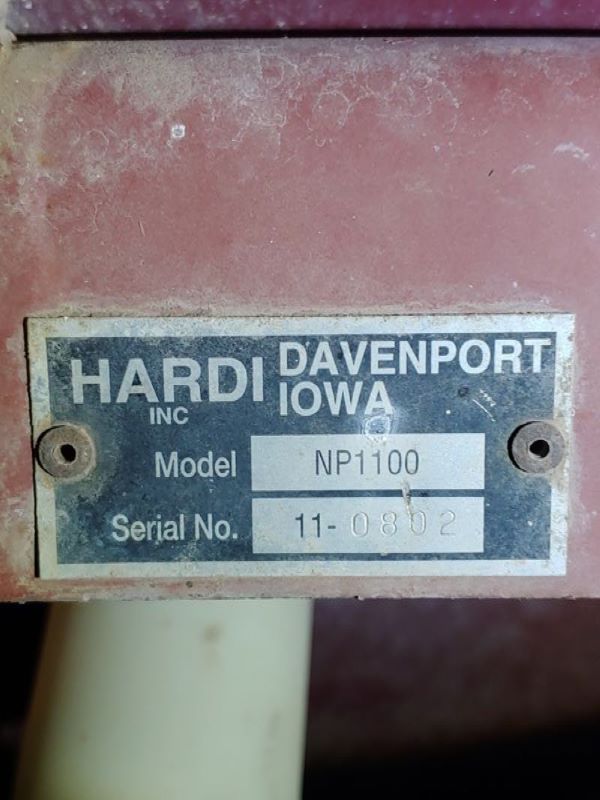 HARDI DAVENPORT
INC IOWA
Model NP1100
Serial No. 11-0802